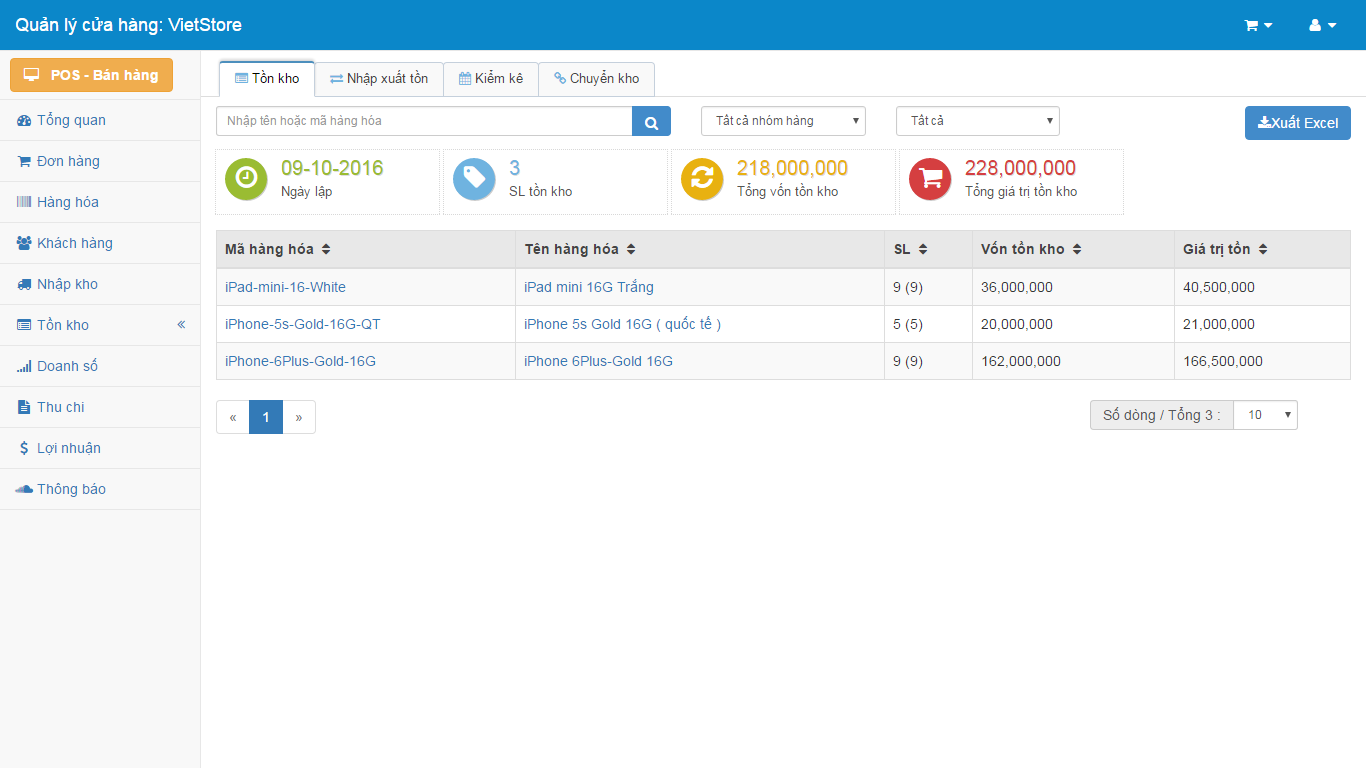 Quản lý cửa hàng: VietStore
POS - Bán hàng
Tổng quan
Đơn hàng
Hàng hóa
Khách hàng
Nhập kho
Tồn kho
Doanh số
Thu chi
Lợi nhuận
Thông báo
Tồn kho Nhập xuất tồn Kiểm kê Chuyển kho
Nhập tên hoặc mã hàng hóa Tất cả nhóm hàng Tất cả Xuất Excel
09-10-2016 3 218,000,000 228,000,000
Ngày lập SL tồn kho Tổng vốn tồn kho Tổng giá trị tồn kho
Mã hàng hóa Tên hàng hóa SL Vốn tồn kho Giá trị tồn
iPad-mini-16-White iPad mini 16G Trắng 9 (9) 36,000,000 40,500,000
iPhone-5s-Gold-16G-QT iPhone 5s Gold 16G ( quốc tế ) 5 (5) 20,000,000 21,000,000
iPhone-6Plus-Gold-16G iPhone 6Plus-Gold 16G 9 (9) 162,000,000 166,500,000
« 1 » Số dòng / Tổng 3 : 10